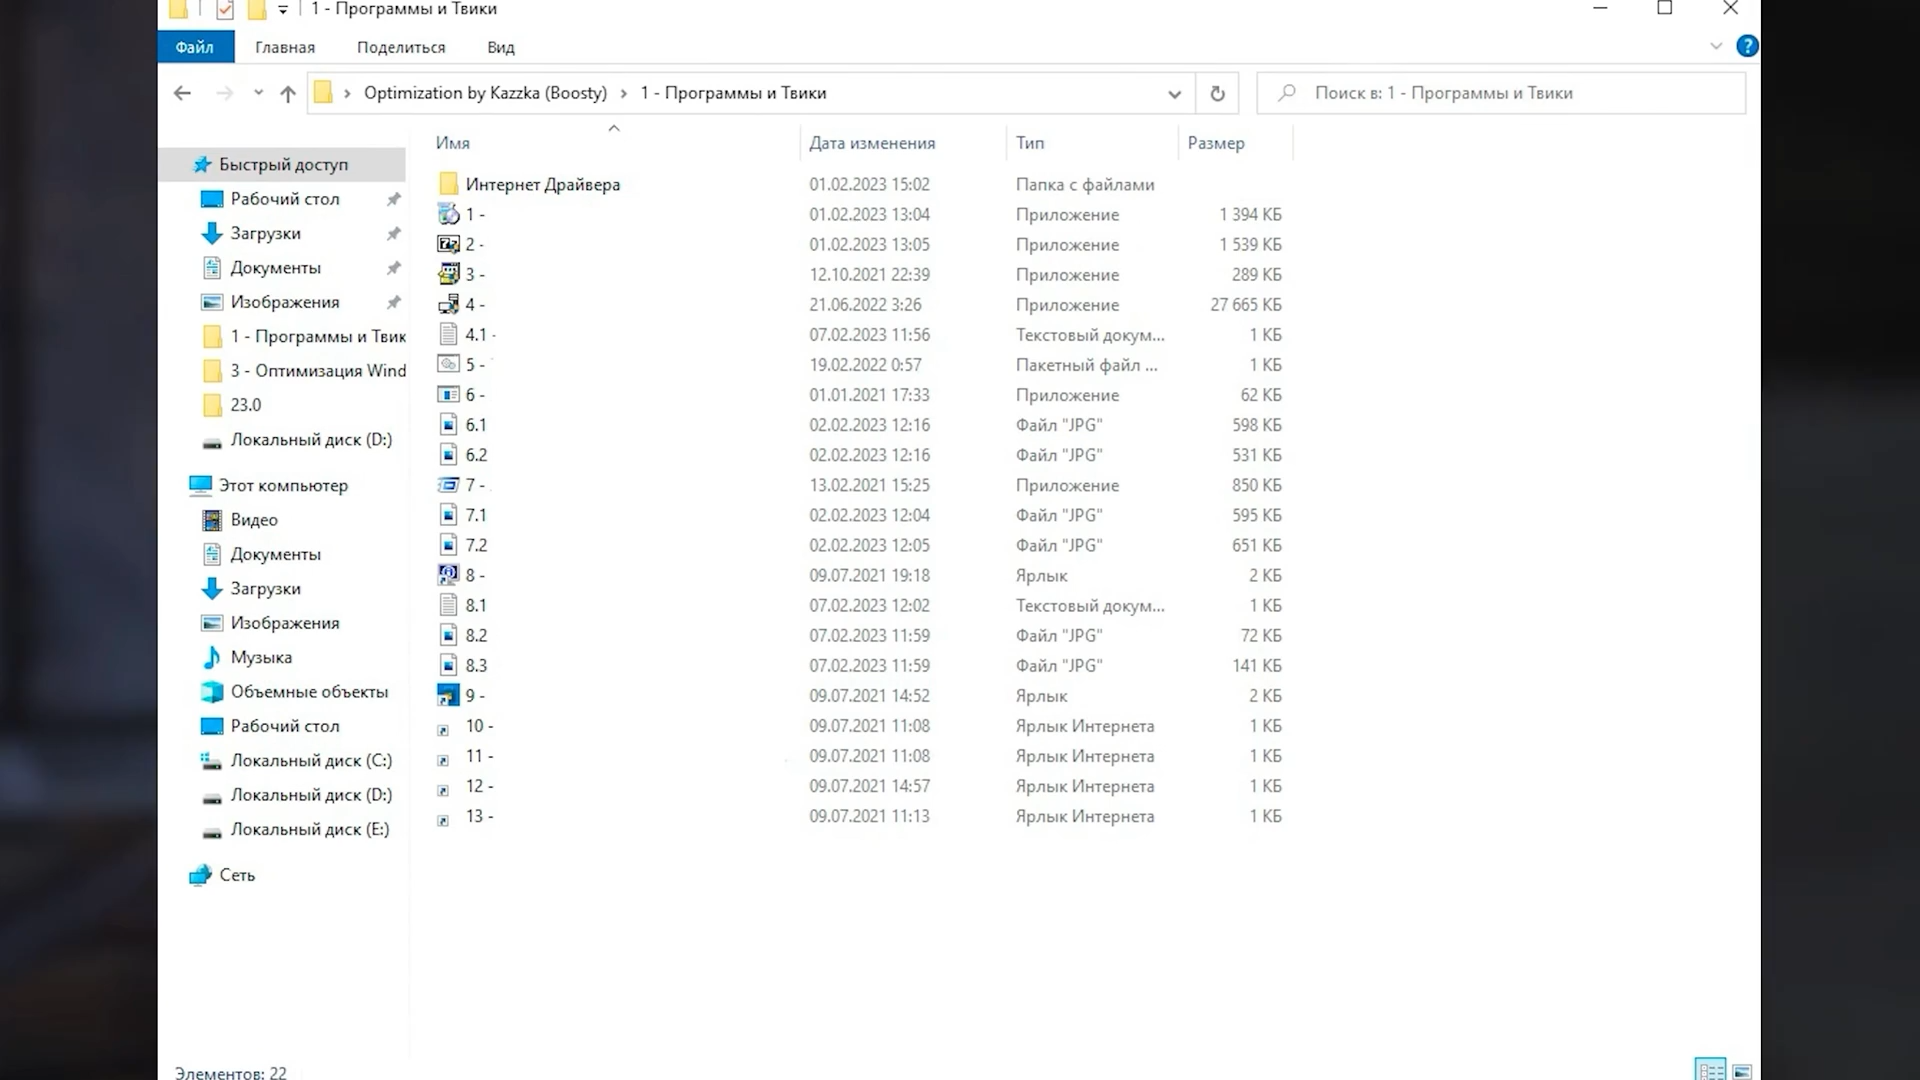 1 - Программы и Твики
Файл Главная Поделиться Вид
Optimization by Kazzka (Boosty) 1 - Программы и Твики Поиск в: 1 - Программы и Твики
Имя Дата изменения Тип Размер
Быстрый доступ
Рабочий стол
Загрузки
Документы
Изображения
1 - Программы и Твик
3 - Оптимизация Wind
23.0
Локальный диск (D:)
Этот компьютер
Видео
Документы
Загрузки
Изображения
Музыка
Объемные объекты
Рабочий стол
Локальный диск (C:)
Локальный диск (D:)
Локальный диск (E:)
Сеть
Интернет Драйвера 01.02.2023 15:02 Папка с файлами
1 - 01.02.2023 13:04 Приложение 1 394 КБ
2 - 01.02.2023 13:05 Приложение 1 539 КБ
3 - 12.10.2021 22:39 Приложение 289 КБ
4 - 21.06.2022 3:26 Приложение 27 665 КБ
4.1 - 07.02.2023 11:56 Текстовый докум... 1 КБ
5 - 19.02.2022 0:57 Пакетный файл ... 1 КБ
6 - 01.01.2021 17:33 Приложение 62 КБ
6.1 02.02.2023 12:16 Файл "JPG" 598 КБ
6.2 02.02.2023 12:16 Файл "JPG" 531 КБ
7 - 13.02.2021 15:25 Приложение 850 КБ
7.1 02.02.2023 12:04 Файл "JPG" 595 КБ
7.2 02.02.2023 12:05 Файл "JPG" 651 КБ
8 - 09.07.2021 19:18 Ярлык 2 КБ
8.1 07.02.2023 12:02 Текстовый докум... 1 КБ
8.2 07.02.2023 11:59 Файл "JPG" 72 КБ
8.3 07.02.2023 11:59 Файл "JPG" 141 КБ
9 - 09.07.2021 14:52 Ярлык 2 КБ
10 - 09.07.2021 11:08 Ярлык Интернета 1 КБ
11 - 09.07.2021 11:08 Ярлык Интернета 1 КБ
12 - 09.07.2021 14:57 Ярлык Интернета 1 КБ
13 - 09.07.2021 11:13 Ярлык Интернета 1 КБ
Элементов: 22